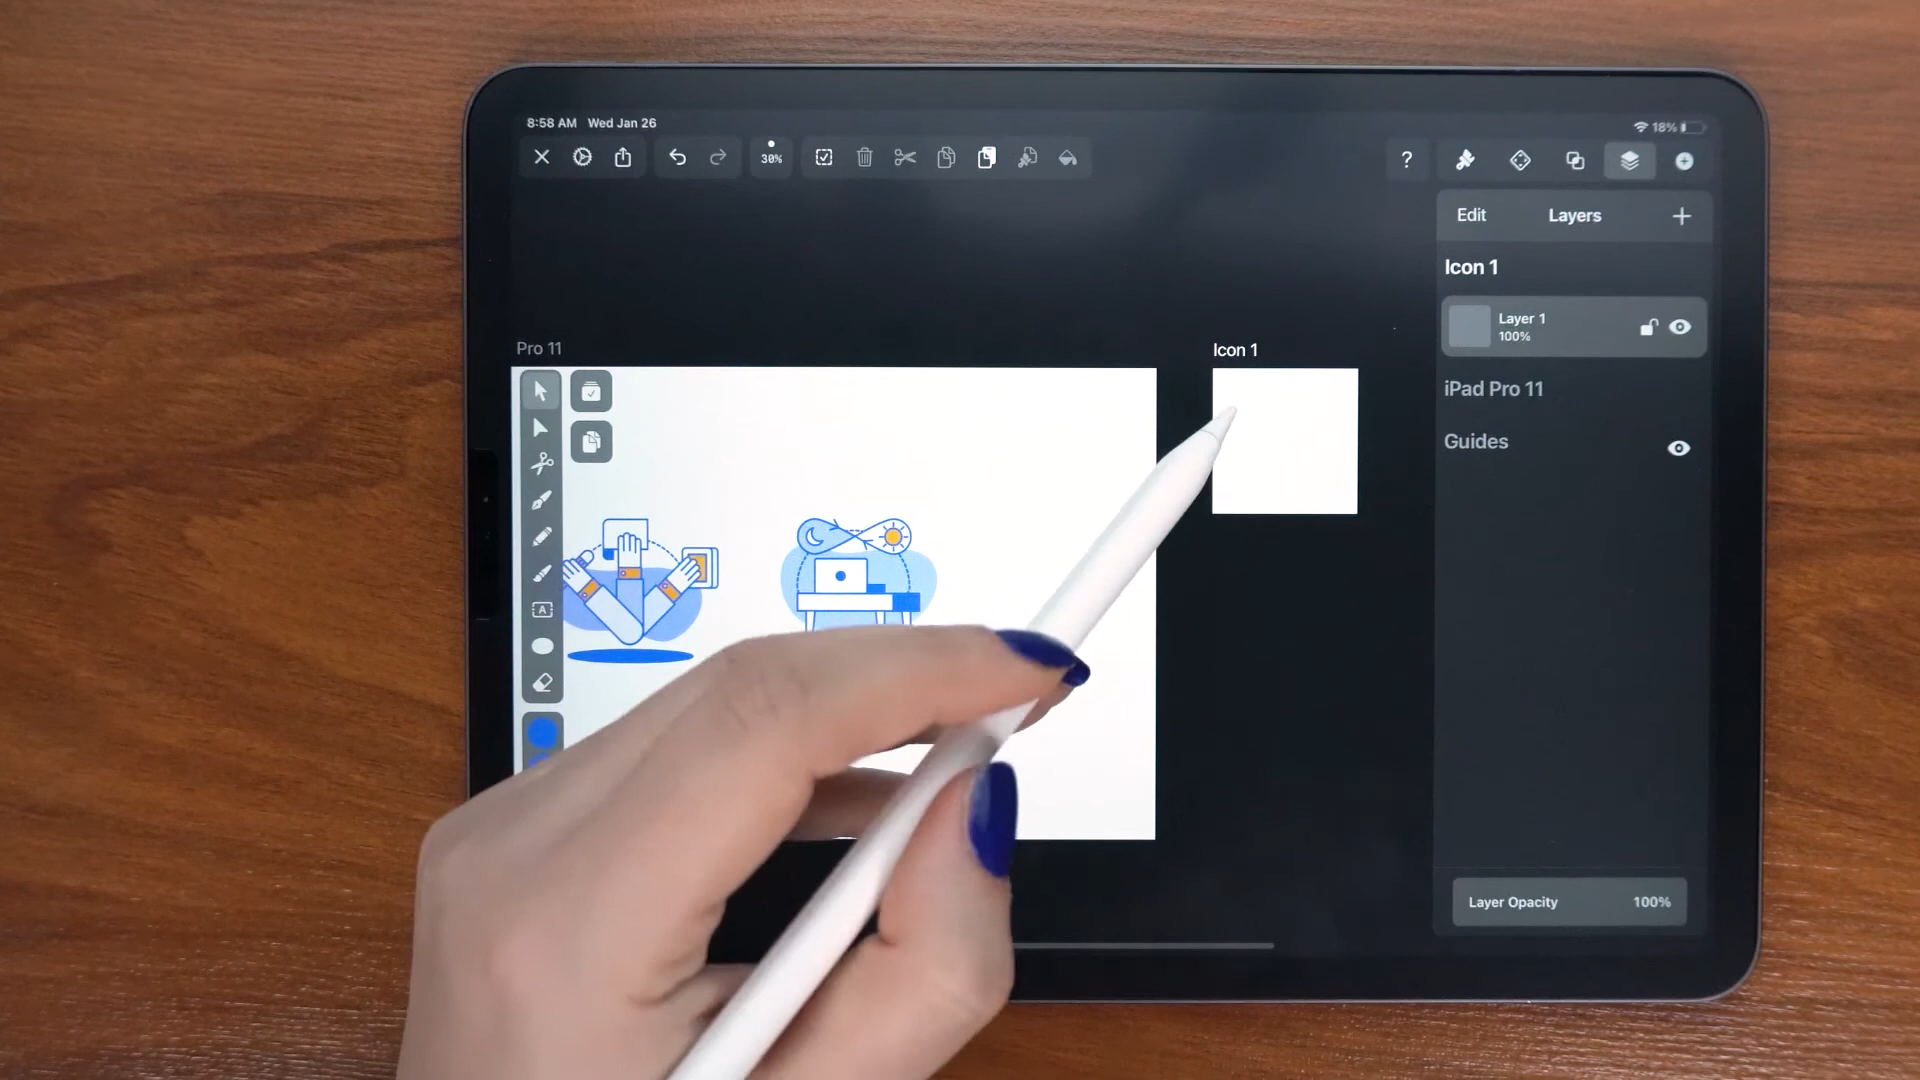 8:58 AM Wed Jan 26
18%
30%
?
Edit Layers +
Icon 1
Layer 1
100%
iPad Pro 11
Guides
Pro 11
Icon 1
A
Layer Opacity 100%